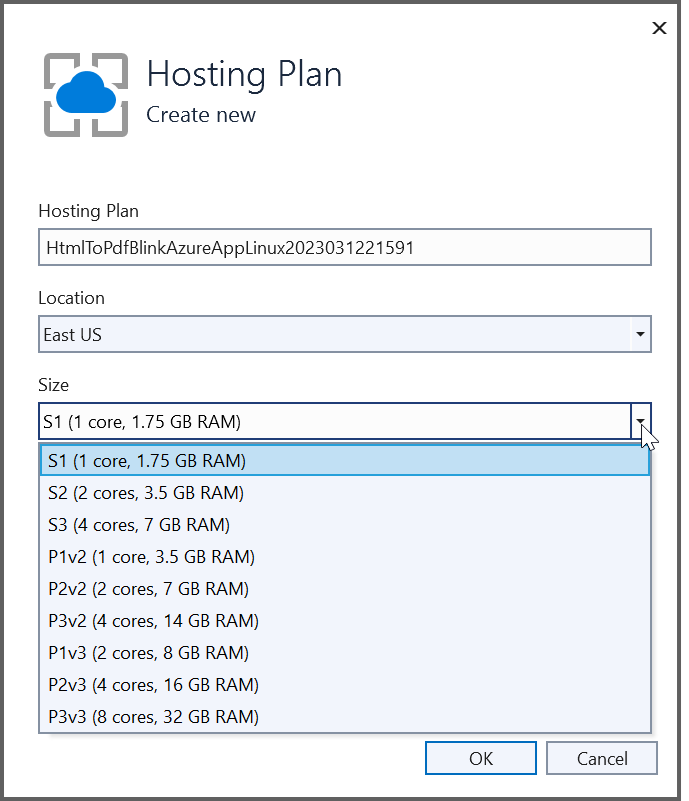 Hosting Plan
Create new
Hosting Plan
HtmlToPdfBlinkAzureAppLinux2023031221591
Location
East US
Size
S1 (1 core, 1.75 GB RAM)
S1 (1 core, 1.75 GB RAM)
S2 (2 cores, 3.5 GB RAM)
S3 (4 cores, 7 GB RAM)
P1v2 (1 core, 3.5 GB RAM)
P2v2 (2 cores, 7 GB RAM)
P3v2 (4 cores, 14 GB RAM)
P1v3 (2 cores, 8 GB RAM)
P2v3 (4 cores, 16 GB RAM)
P3v3 (8 cores, 32 GB RAM)
OK Cancel